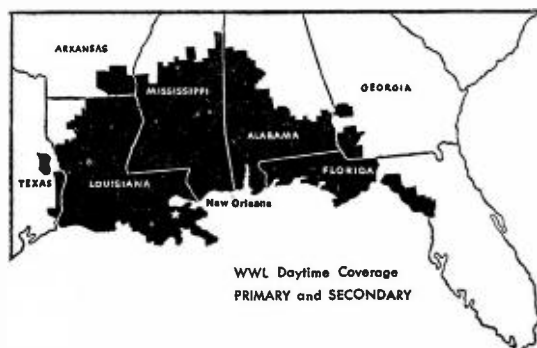 ARKANSAS
MISSISSIPPI
GEORGIA
ALABAMA
TEXAS
LOUISIANA
FLORIDA
New Orleans
WWL Daytime Coverage
PRIMARY and SECONDARY